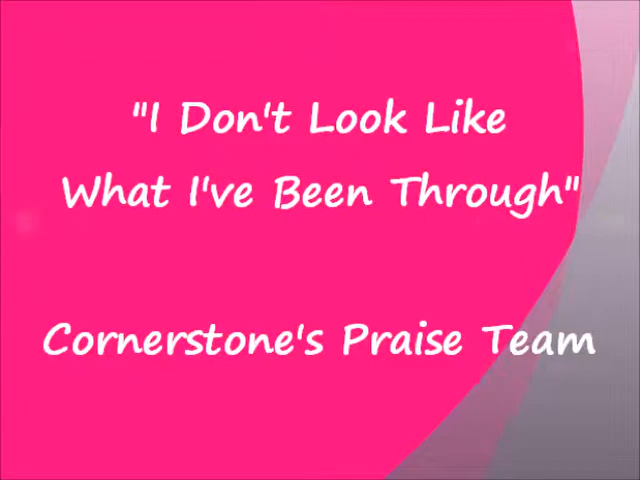 "I Don't Look Like
What I've Been Through"
Cornerstone's Praise Team